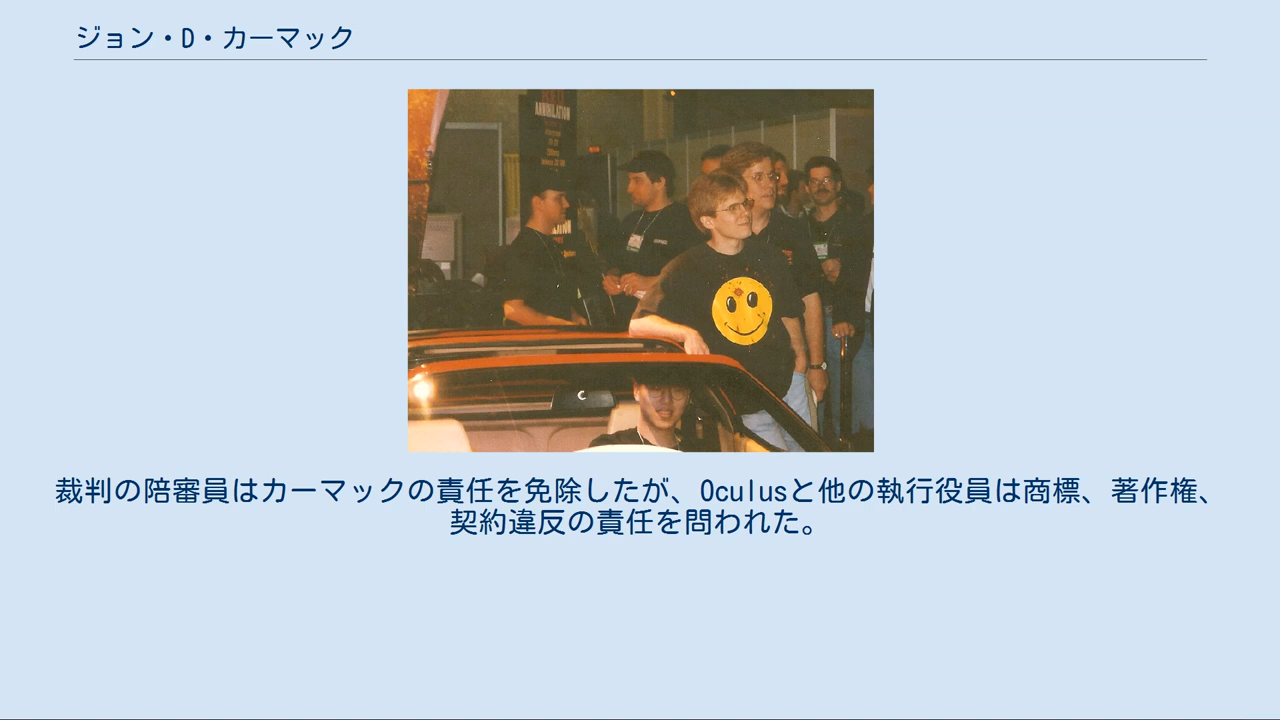 ジョン・D・カーマック
ANNIHILATION
裁判の陪審員はカーマックの責任を免除したが、Oculusと他の執行役員は商標、著作権、
契約違反の責任を問われた。